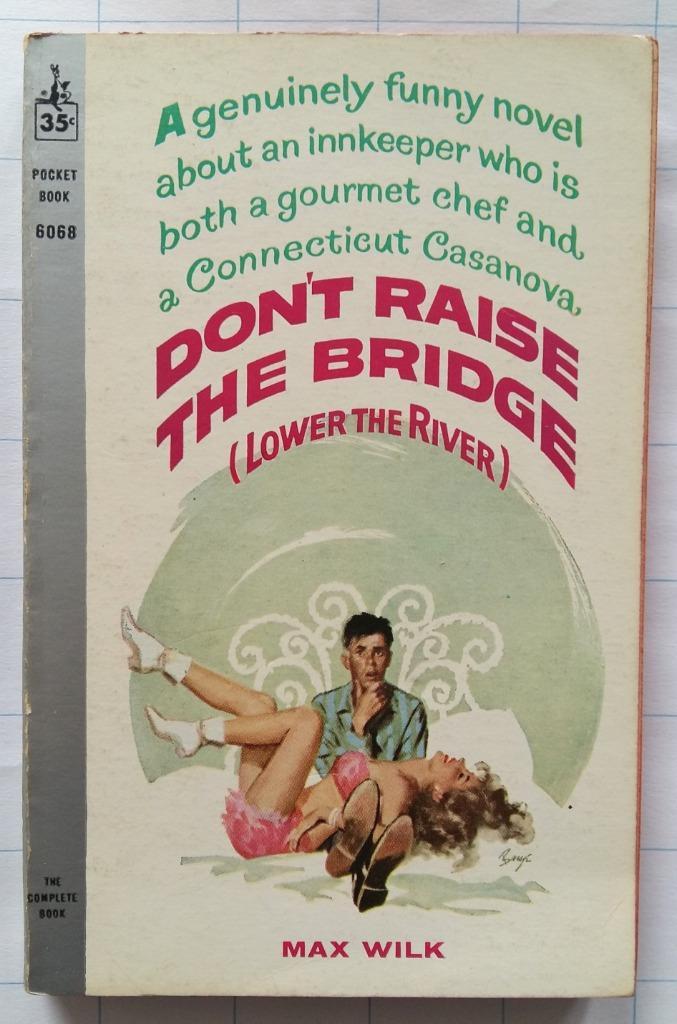 35¢
POCKET
BOOK
6068
A genuinely funny novel
about an innkeeper who is
both a gourmet chef and
a Connecticut Casanova,
DON'T RAISE
THE BRIDGE
(LOWER THE RIVER)
THE
COMPLETE
BOOK
MAX WILK